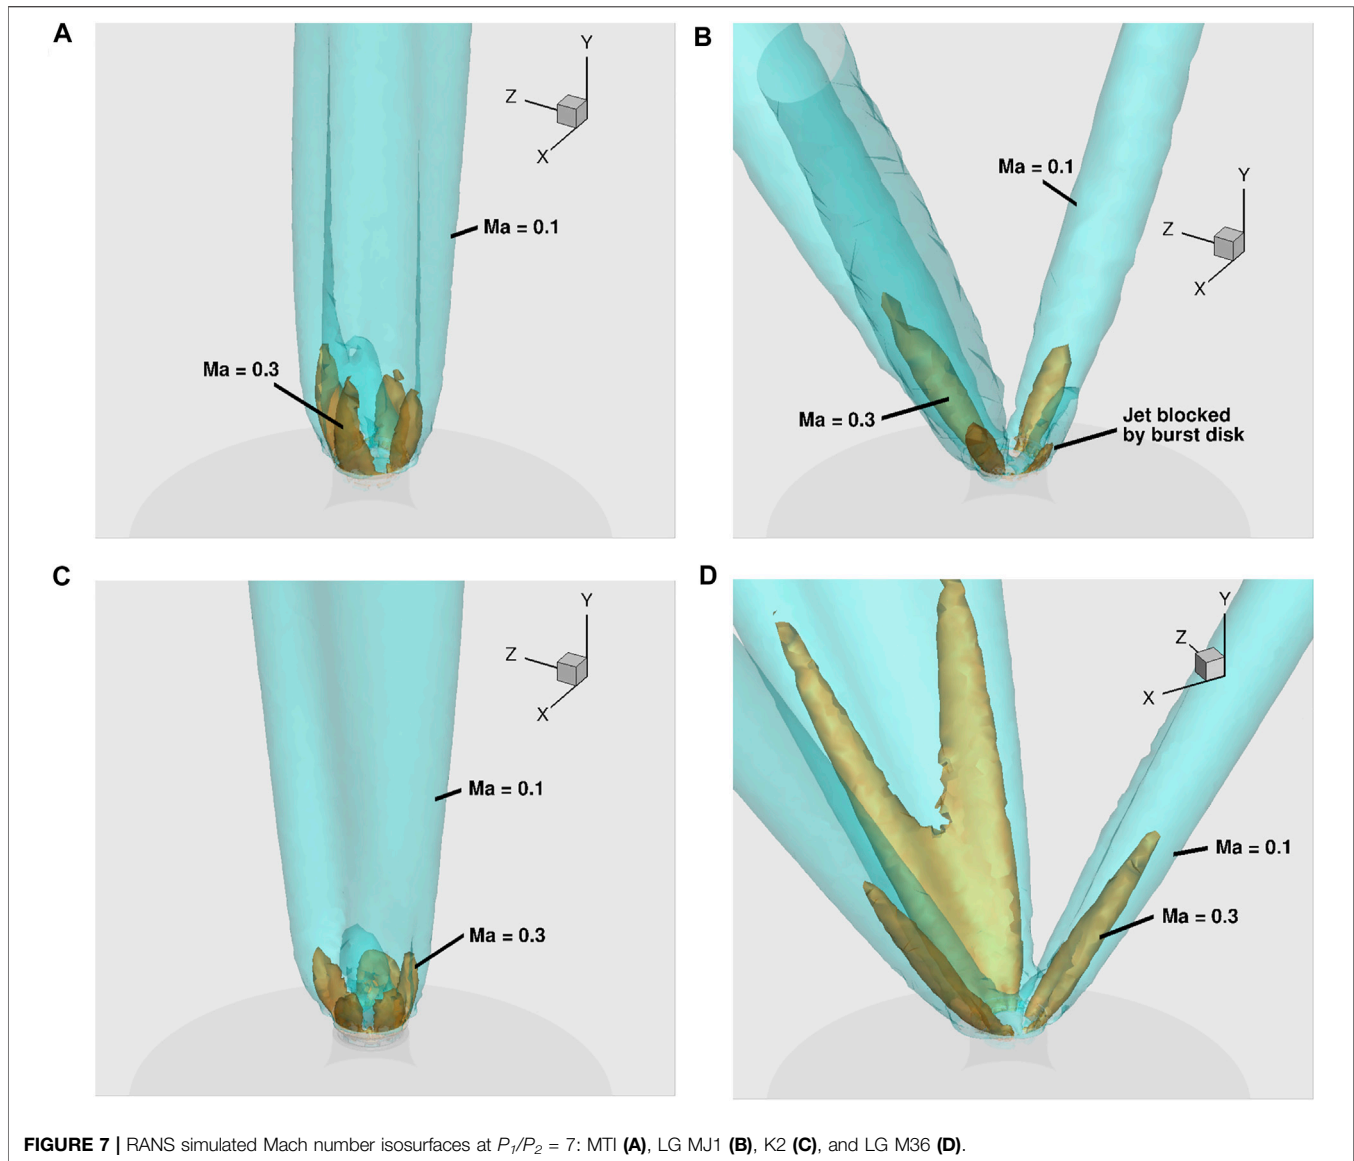 A
Y
Z
X
Ma = 0.1
Ma = 0.3
B
Ma = 0.1
Y
Z
X
Ma = 0.3
Jet blocked
by burst disk
C
Y
Z
X
Ma = 0.1
Ma = 0.3
D
Y
Z
X
Ma = 0.1
Ma = 0.3
FIGURE 7 | RANS simulated Mach number isosurfaces at P₁/P₂ = 7: MTI (A), LG MJ1 (B), K2 (C), and LG M36 (D).